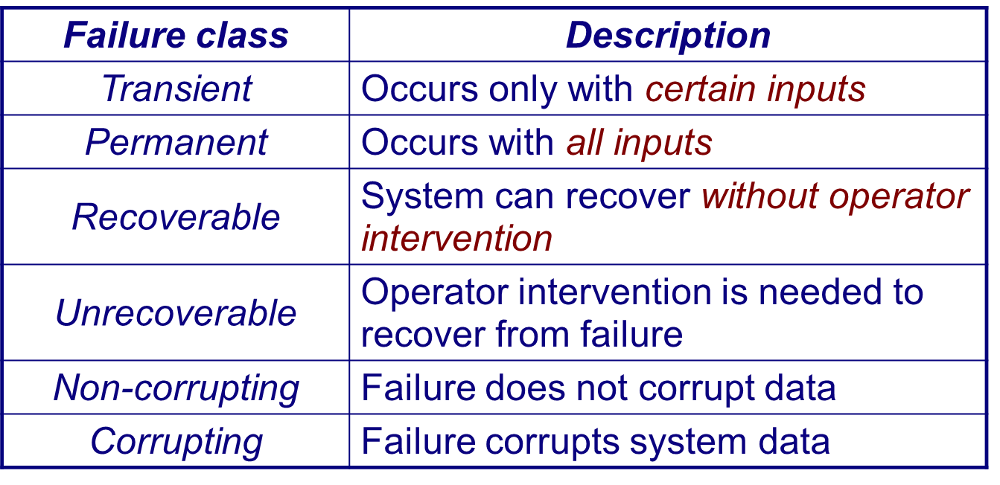 Failure class Description
Transient Occurs only with certain inputs
Permanent Occurs with all inputs
Recoverable System can recover without operator
intervention
Unrecoverable Operator intervention is needed to
recover from failure
Non-corrupting Failure does not corrupt data
Corrupting Failure corrupts system data